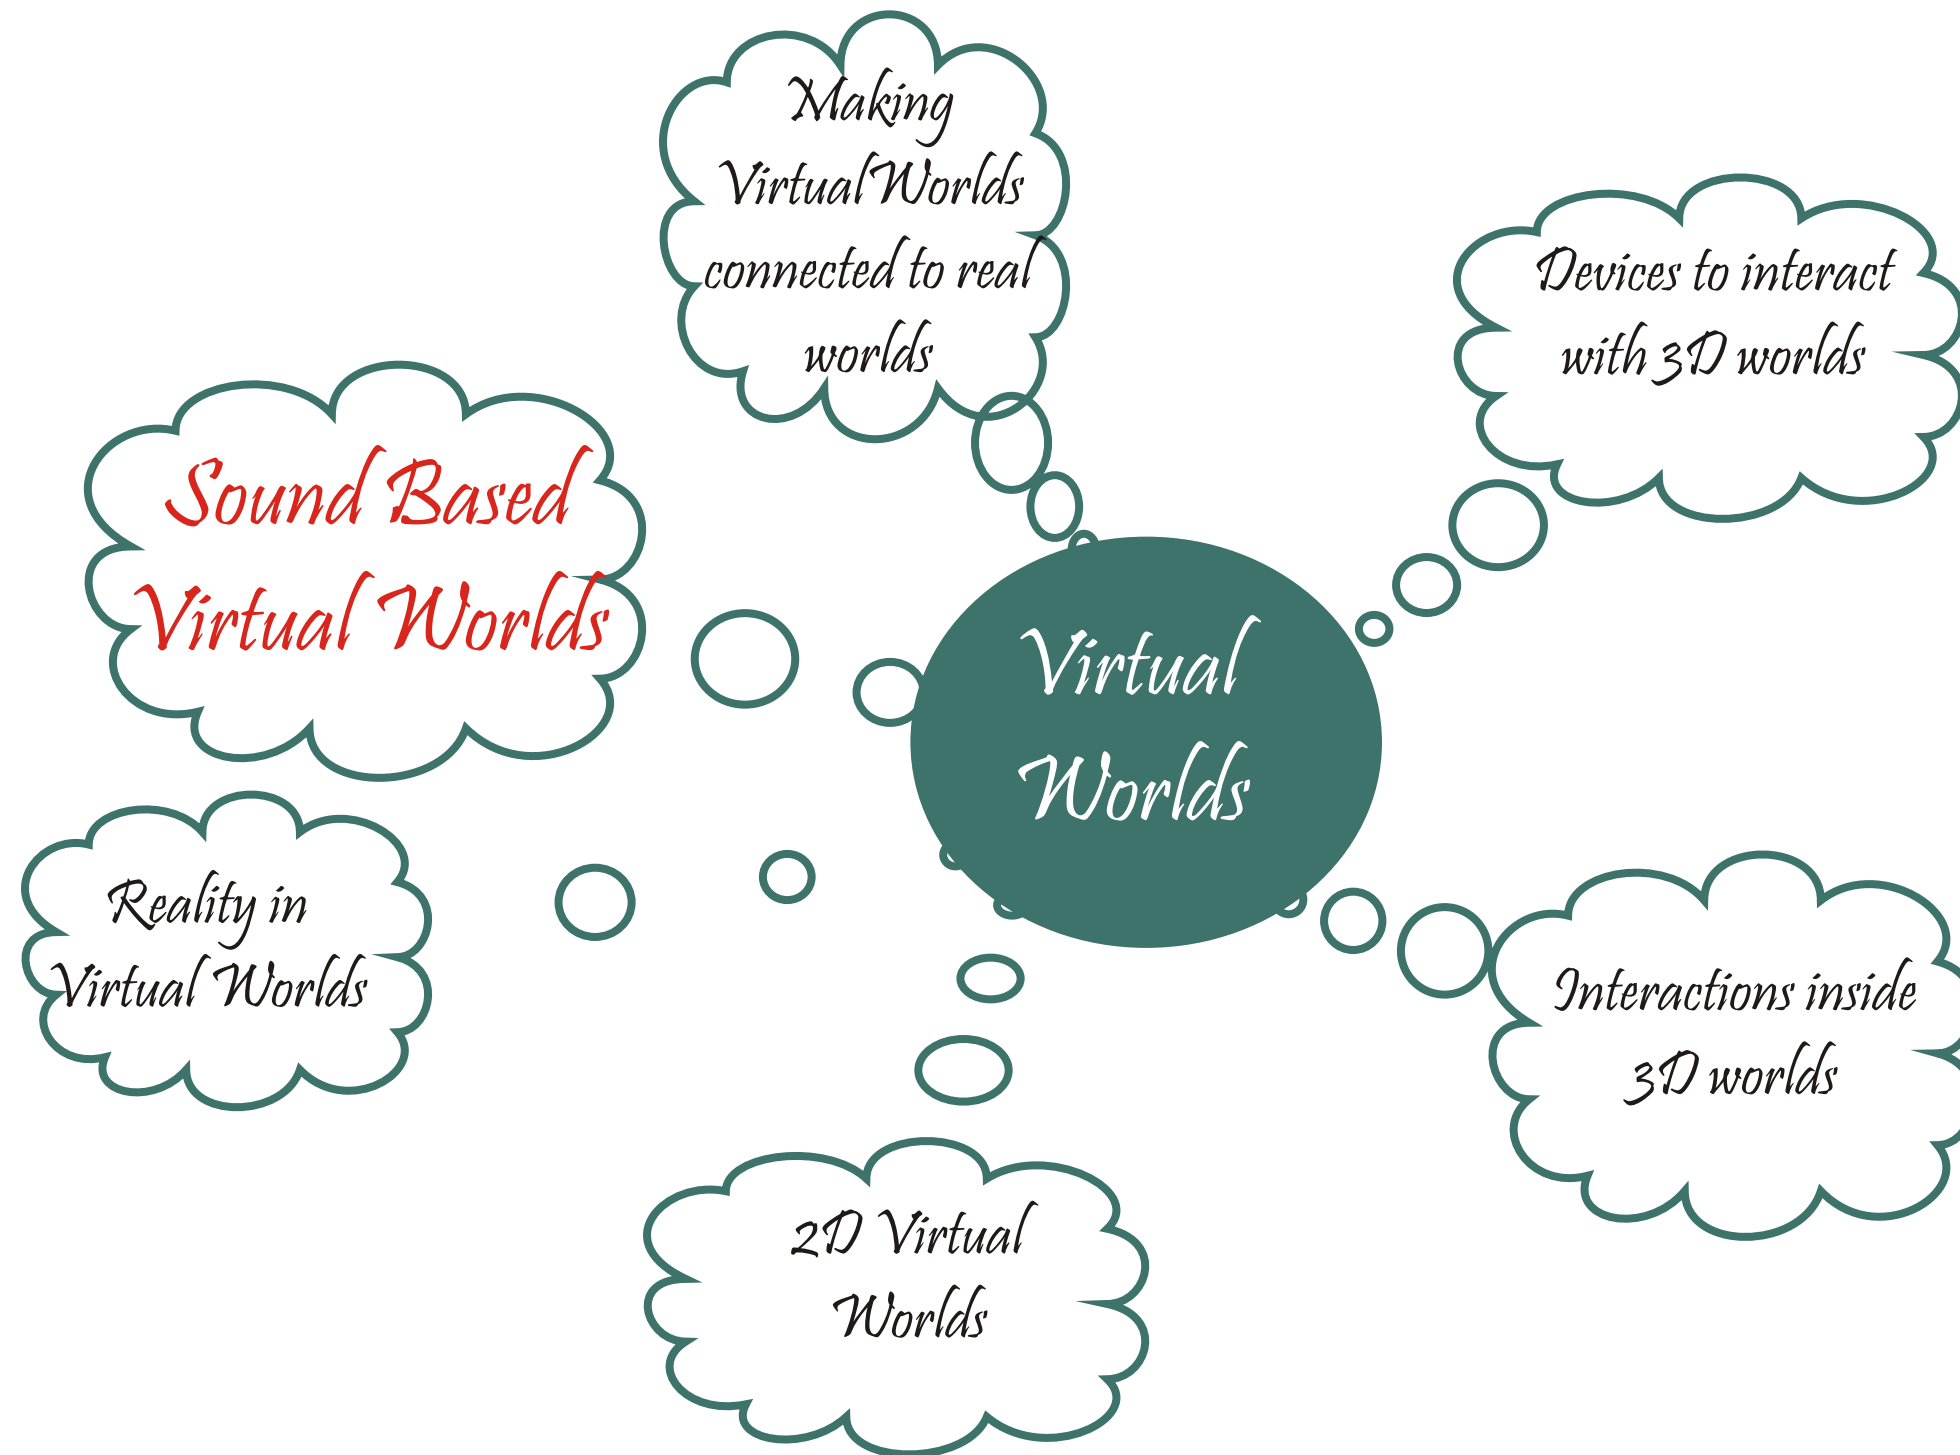 Making
Virtual Worlds
connected to real
worlds
Devices to interact
with 3D worlds
Sound Based
Virtual Worlds
Virtual
Worlds
Reality in
Virtual Worlds
Interactions inside
3D worlds
2D Virtual
Worlds